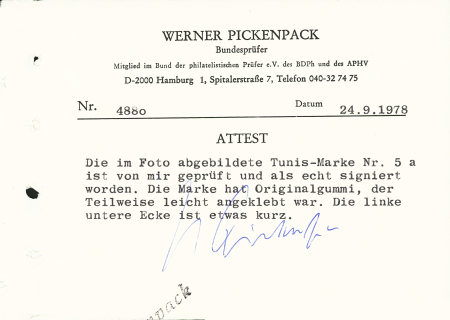 WERNER PICKENPACK
Bundesprüfer
Mitglied im Bund der philatelistischen Prüfer e.V. des BDPh und des APHV
D-2000 Hamburg 1, Spitalerstraße 7, Telefon 040-32 74 75
Nr. 488o Datum 24.9.1978
ATTEST
Die im Foto abgebildete Tunis-Marke Nr. 5 a
ist von mir geprüft und als echt signiert
worden. Die Marke hat Originalgummi, der
Teilweise leicht angeklebt war. Die linke
untere Ecke ist etwas kurz.